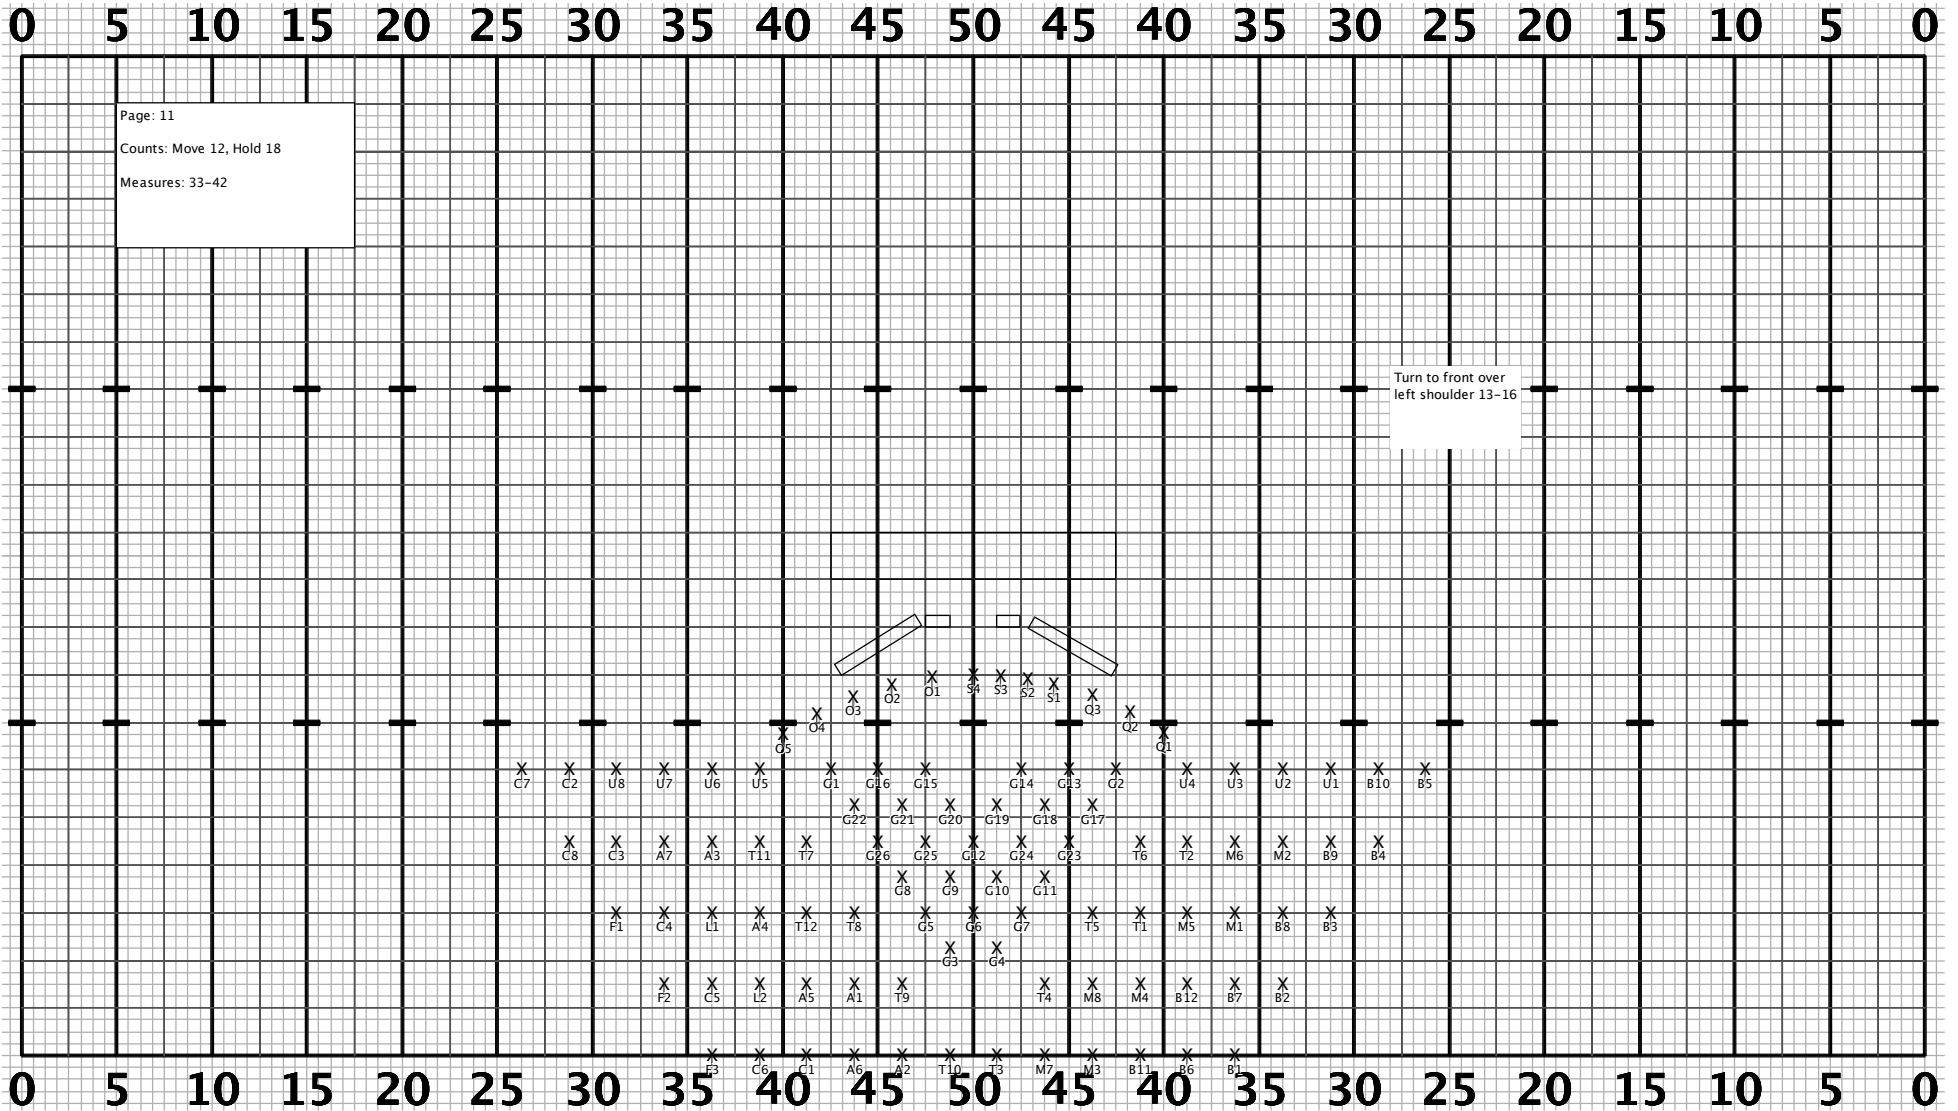 0 5 10 15 20 25 30 35 40 45 50 45 40 35 30 25 20 15 10 5 0
Page: 11
Counts: Move 12, Hold 18
Measures: 33-42
Turn to front over
left shoulder 13-16
O1 S4 S3 S2 S1
O3 O2 Q3
O4 Q2
O5 Q1
C7 C2 U8 U7 U6 U5 G1 G16 G15 G14 G13 G2 U4 U3 U2 U1 B10 B5
G22 G21 G20 G19 G18 G17
C8 C3 A7 A3 T11 T7 G26 G25 G12 G24 G23 T6 T2 M6 M2 B9 B4
G8 G9 G10 G11
F1 C4 L1 A4 T12 T8 G5 G6 G7 T5 T1 M5 M1 B8 B3
G3 G4
F2 C5 L2 A5 A1 T9 T4 M8 M4 B12 B7 B2
F3 C6 C1 A6 A2 T10 T3 M7 M3 B11 B6 B1
0 5 10 15 20 25 30 35 40 45 50 45 40 35 30 25 20 15 10 5 0